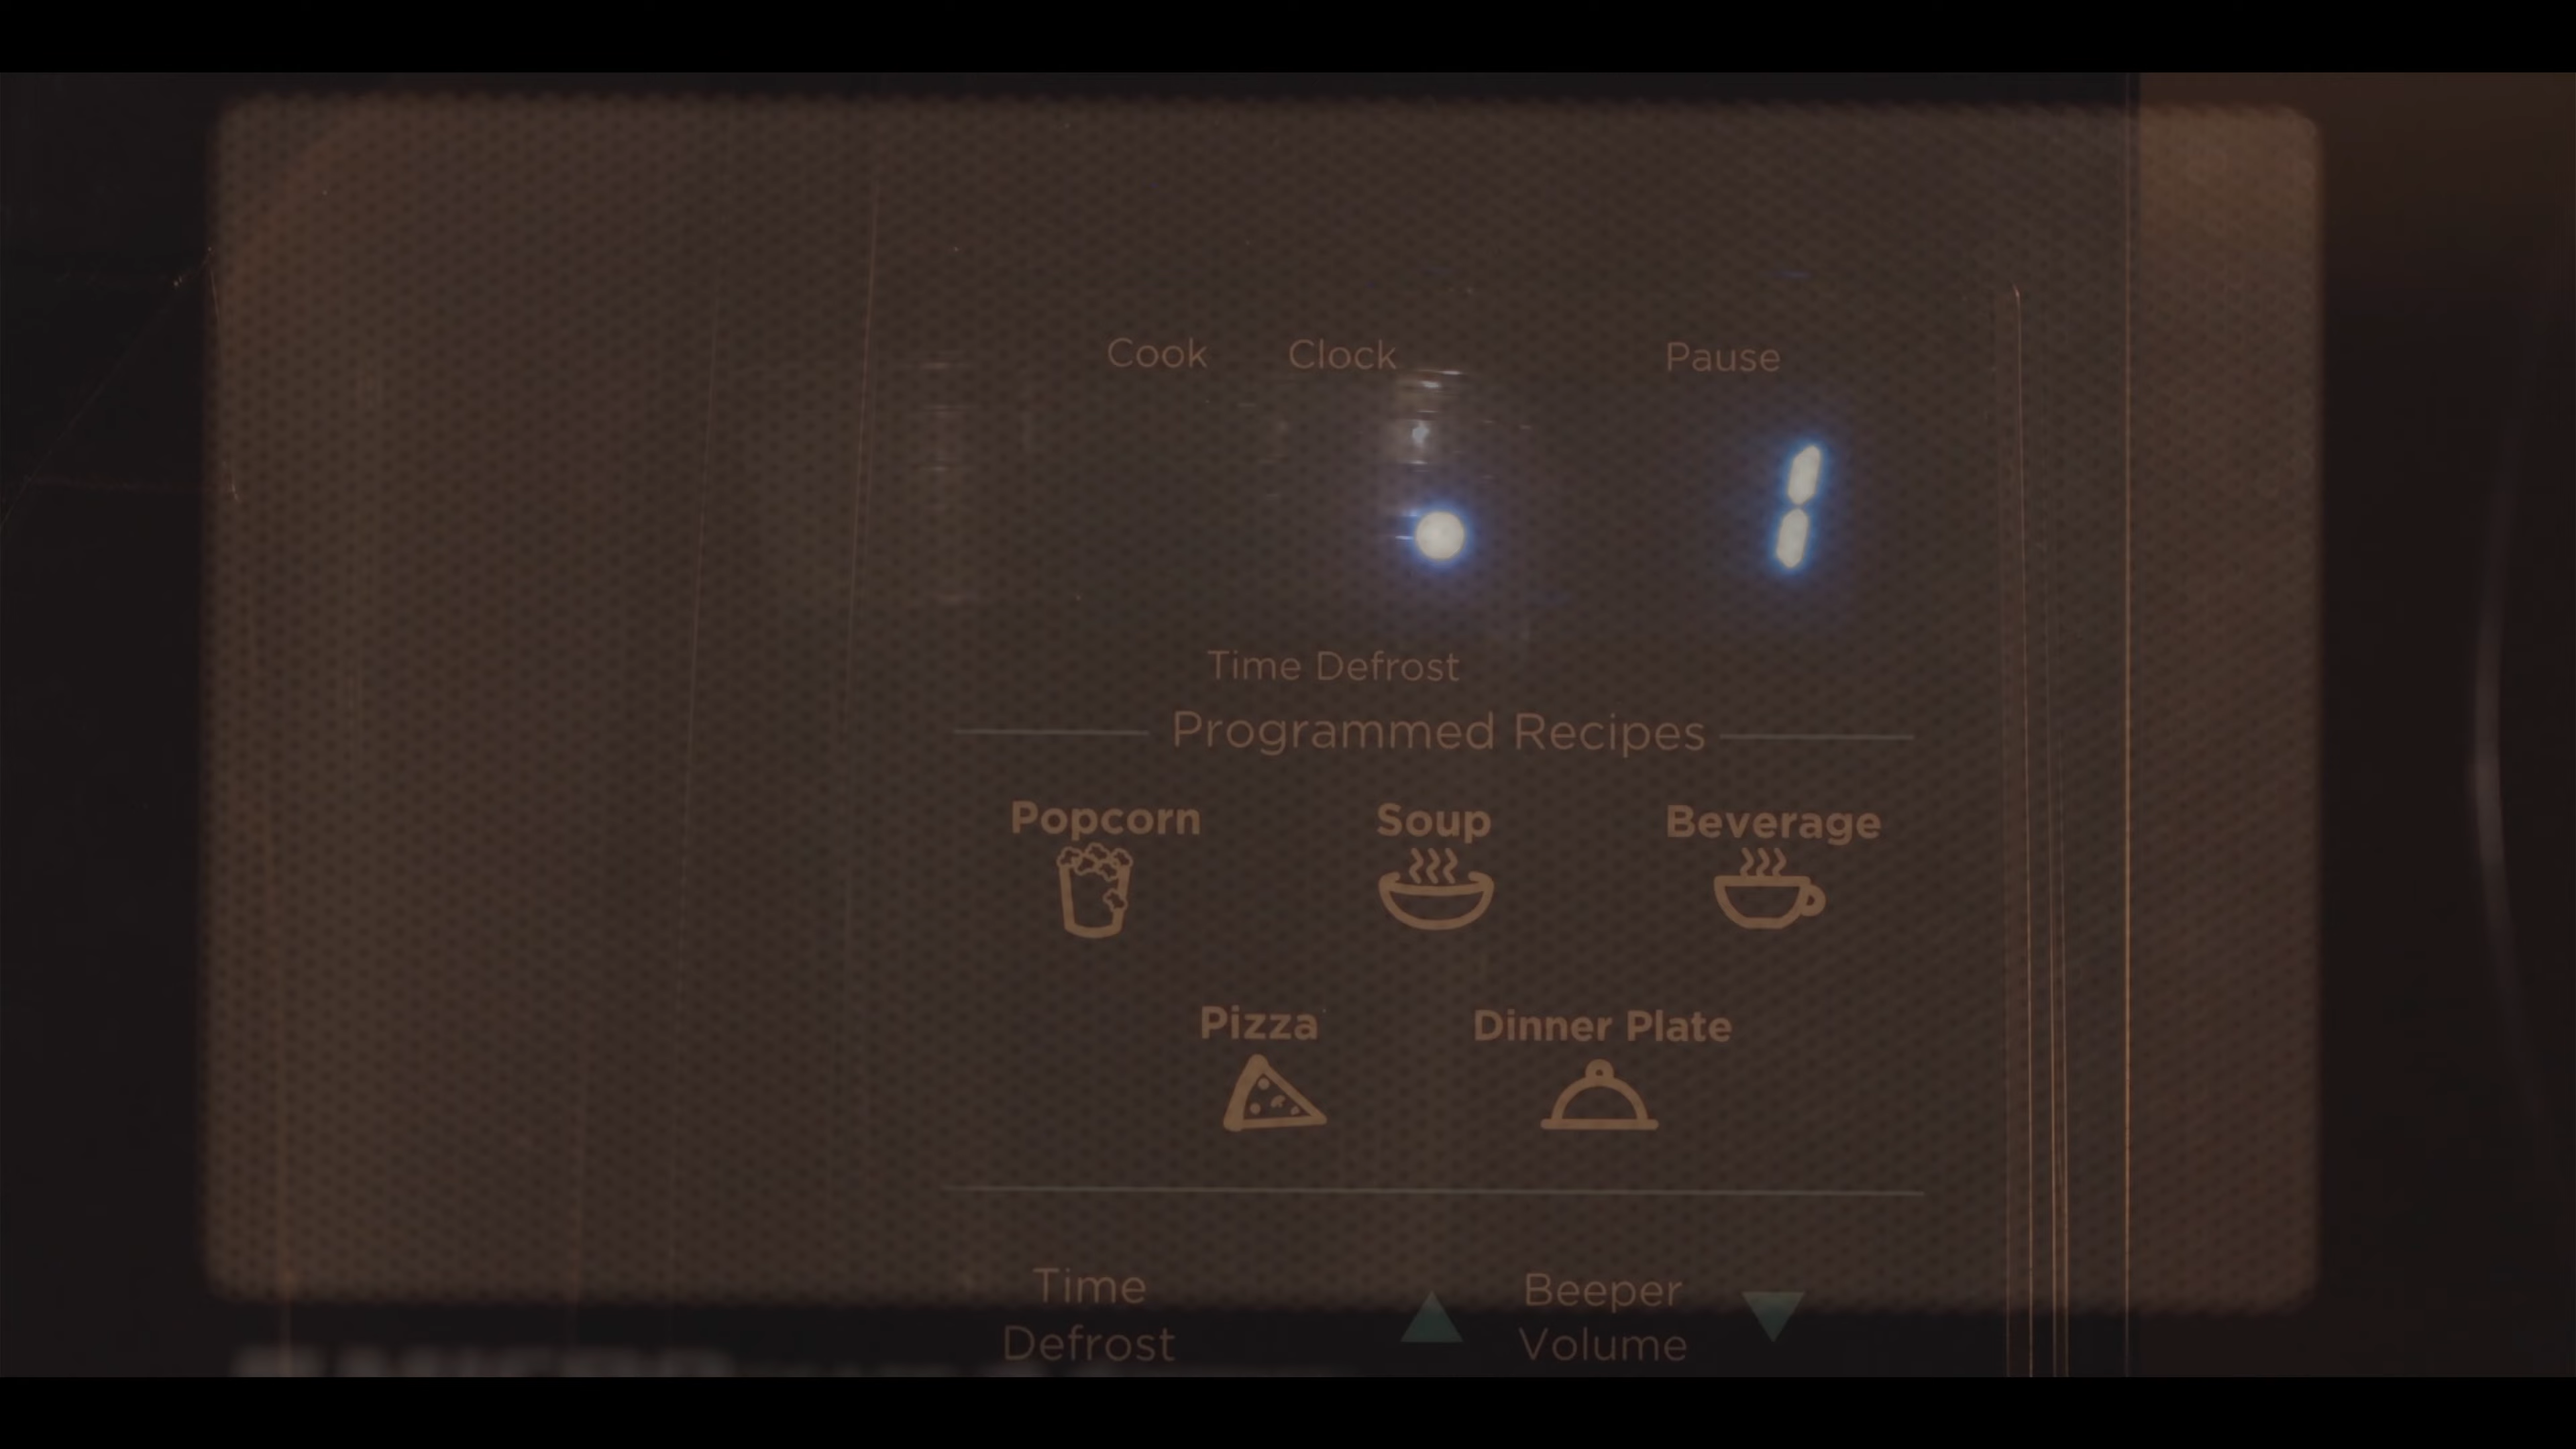 Cook Clock Pause
1
Time Defrost
Programmed Recipes
Popcorn Soup Beverage
Pizza Dinner Plate
Time Defrost
Beeper Volume